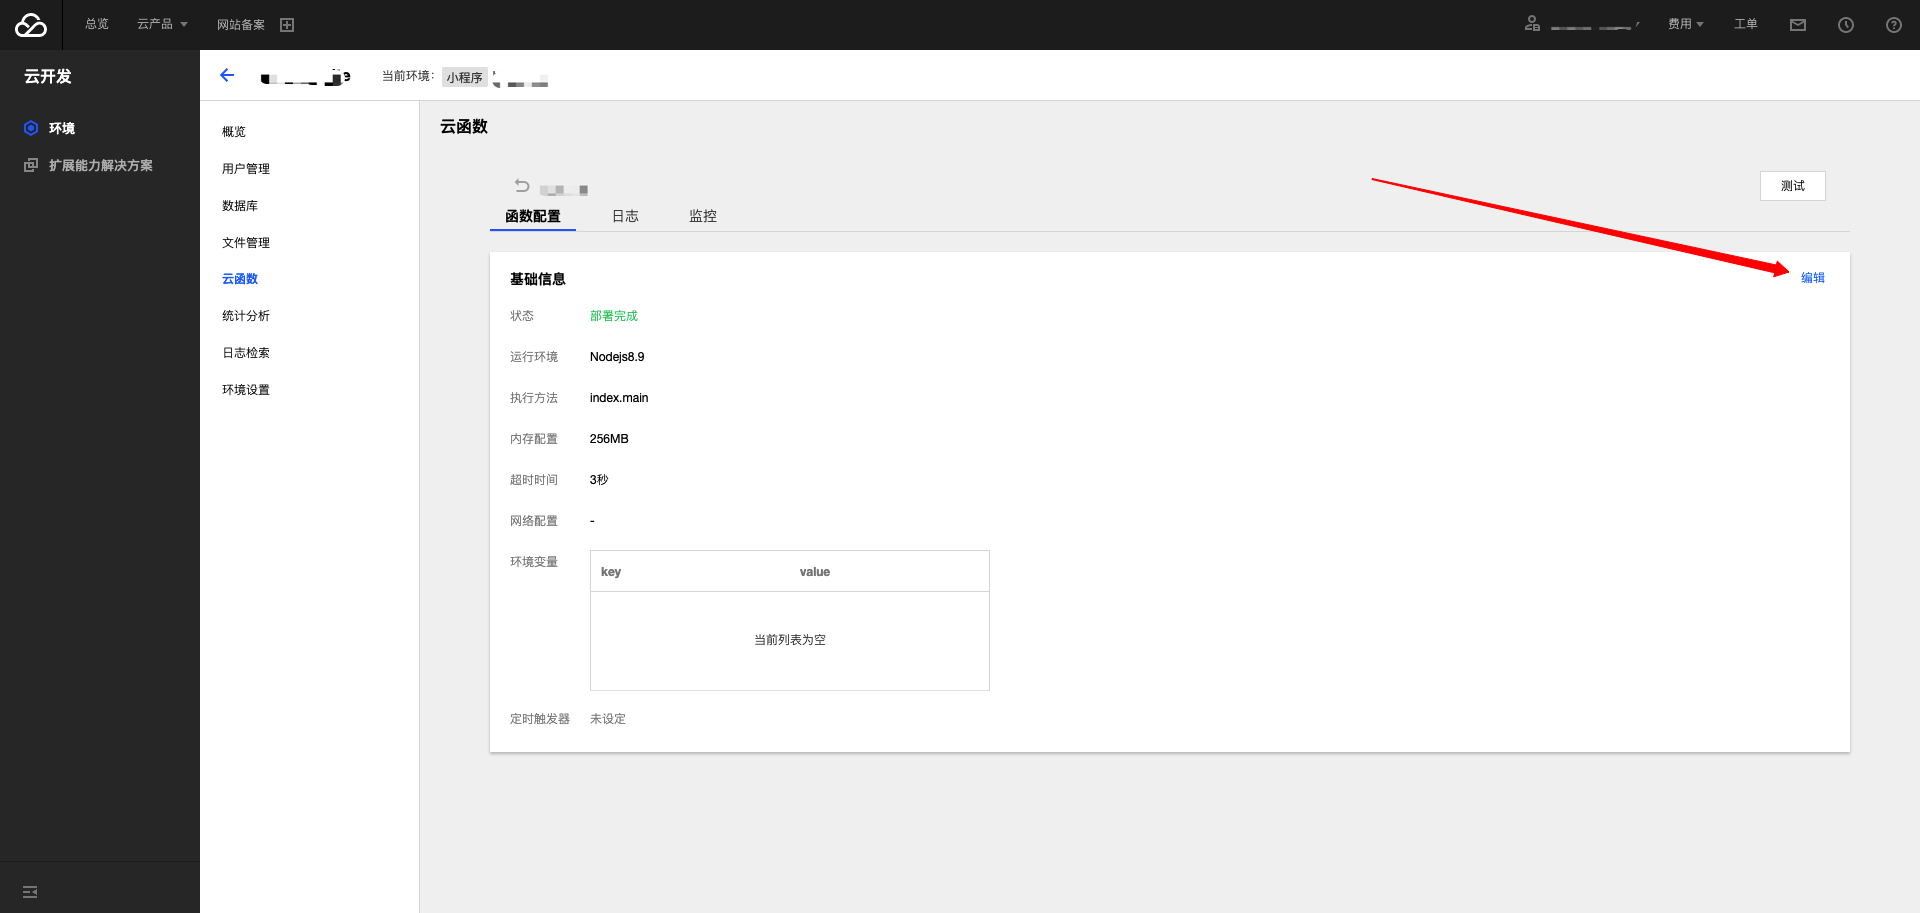 总览
云产品
网站备案
费用
工单
云开发
环境
扩展能力解决方案
当前环境：
小程序
概览
用户管理
数据库
文件管理
云函数
统计分析
日志检索
环境设置
云函数
测试
函数配置
日志
监控
基础信息
编辑
状态 部署完成
运行环境 Nodejs8.9
执行方法 index.main
内存配置 256MB
超时时间 3秒
网络配置 -
环境变量
key value
当前列表为空
定时触发器 未设定